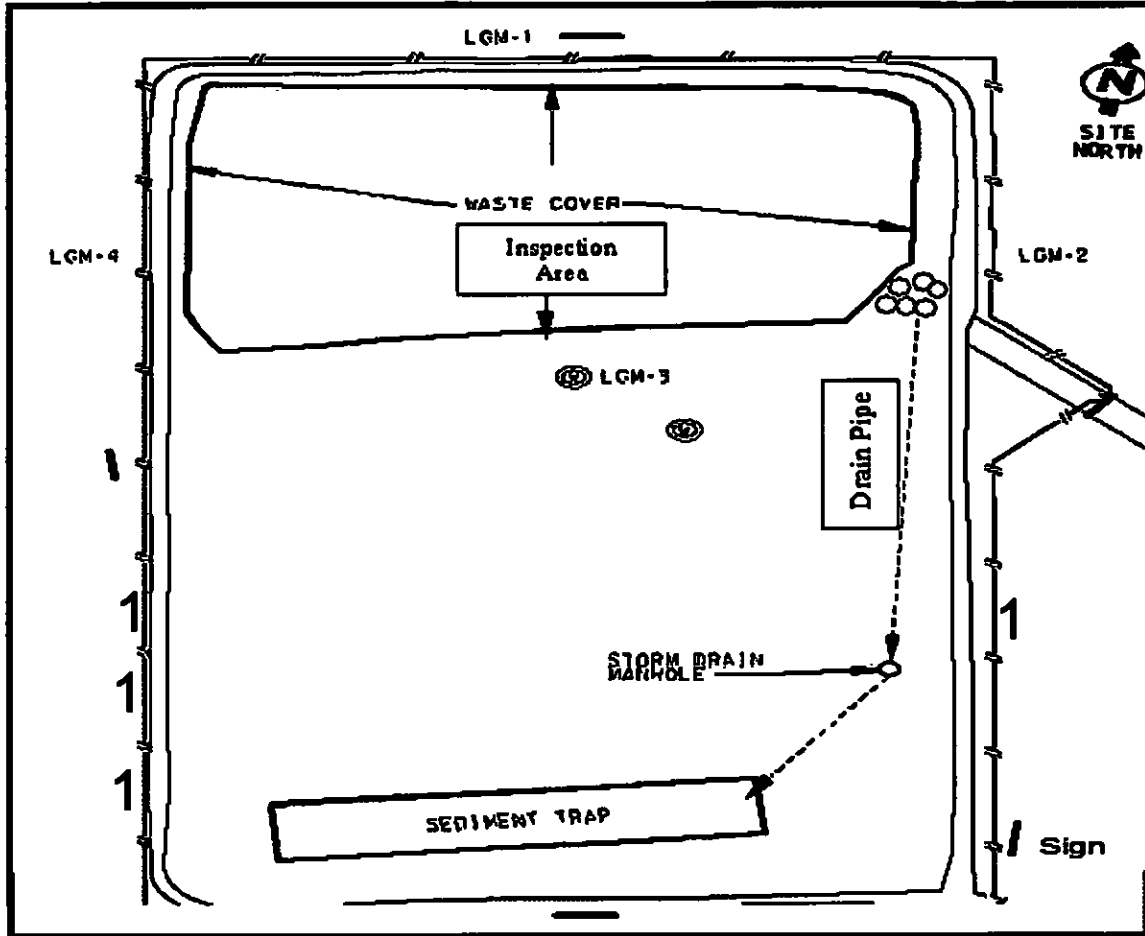 LGM-1
N
SITE
NORTH
WASTE COVER
Inspection
Area
LGM-4
LGM-2
LGM-3
Drain Pipe
1
1
STORM DRAIN
MANHOLE
1
1
SEDIMENT TRAP
Sign